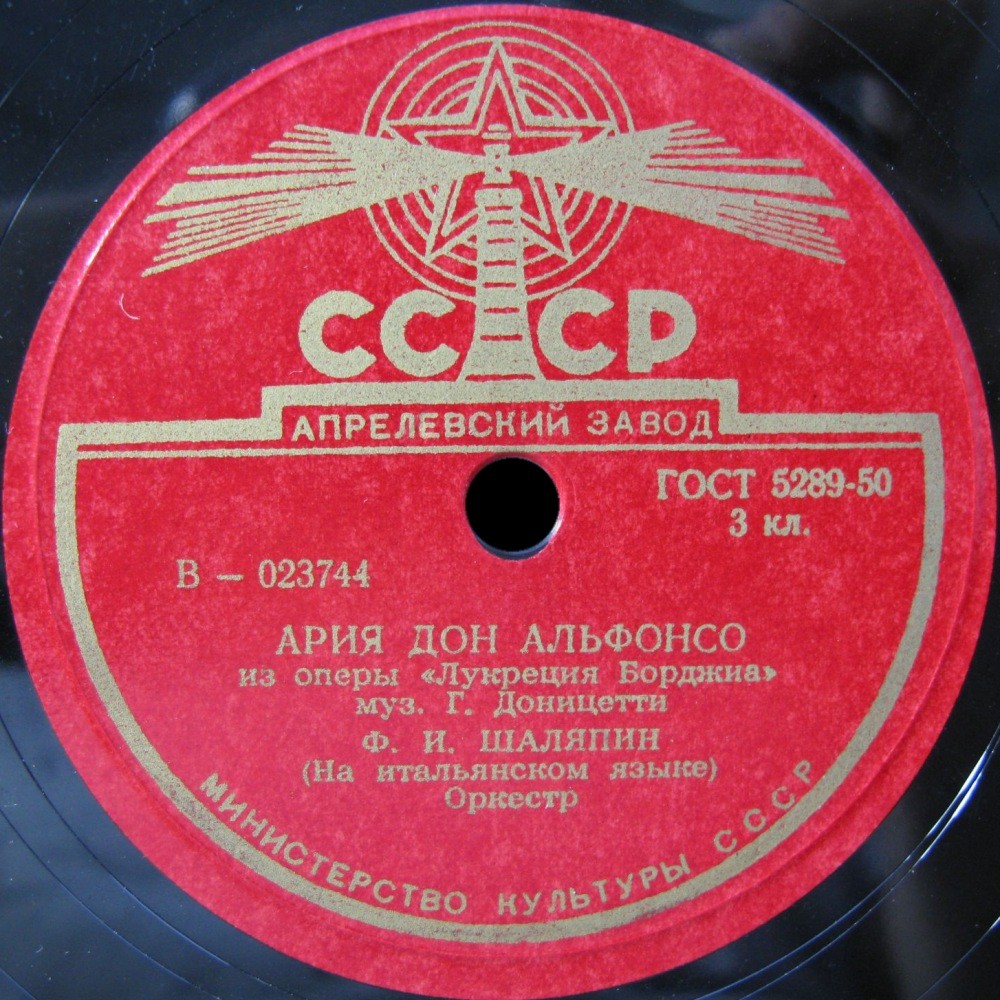 СССР
АПРЕЛЕВСКИЙ ЗАВОД
ГОСТ 5289-50
3 кл.
В – 023744
АРИЯ ДОН АЛЬФОНСО
из оперы «Лукреция Борджиа»
муз. Г. Доницетти
Ф. И. ШАЛЯПИН
(На итальянском языке)
Оркестр
МИНИСТЕРСТВО КУЛЬТУРЫ СССР